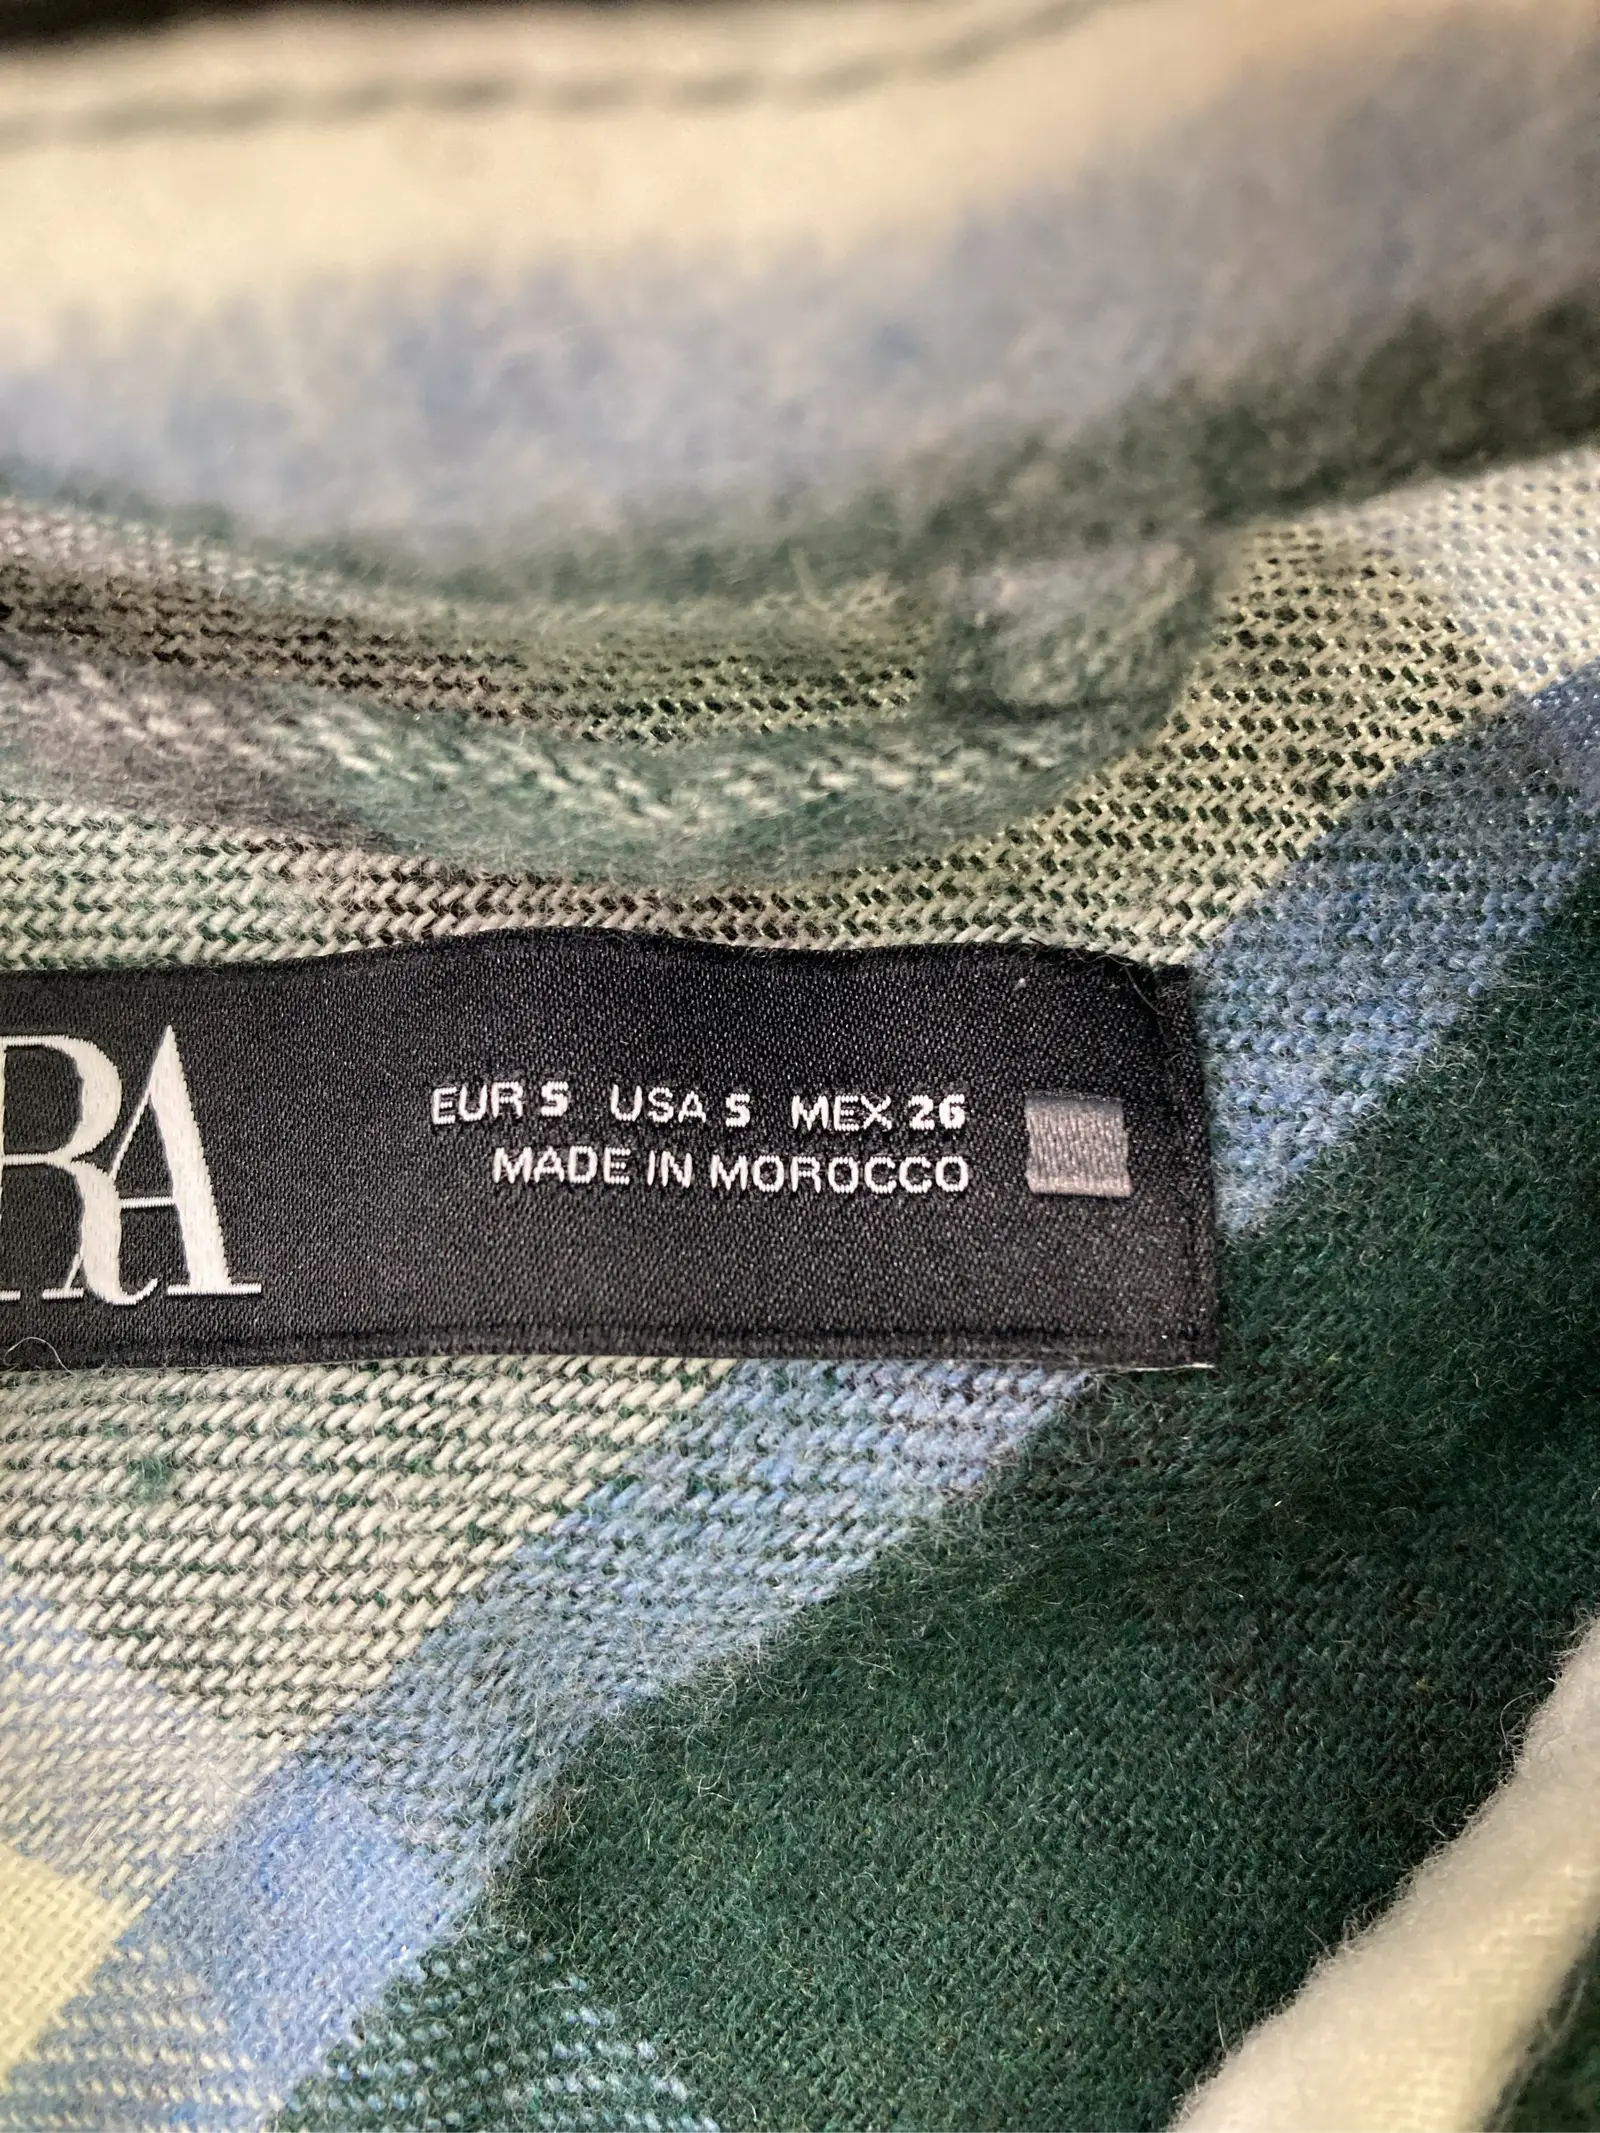 RA
EUR S USA S MEX 26
MADE IN MOROCCO